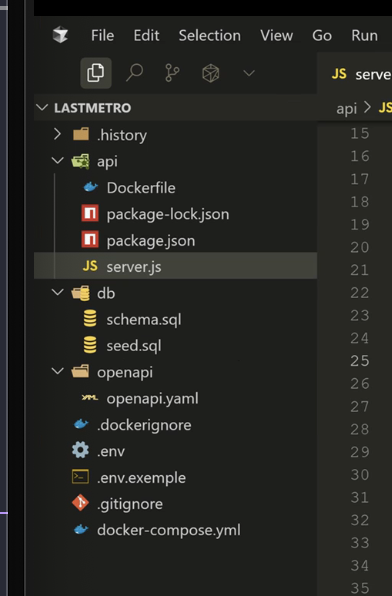 File Edit Selection View Go Run
JS serve
LASTMETRO
api > JS
.history
api
Dockerfile
package-lock.json
package.json
JS server.js
db
schema.sql
seed.sql
openapi
YML openapi.yaml
.dockerignore
.env
.env.exemple
.gitignore
docker-compose.yml
15
16
17
18
19
20
21
22
23
24
25
26
27
28
29
30
31
32
33
34
35